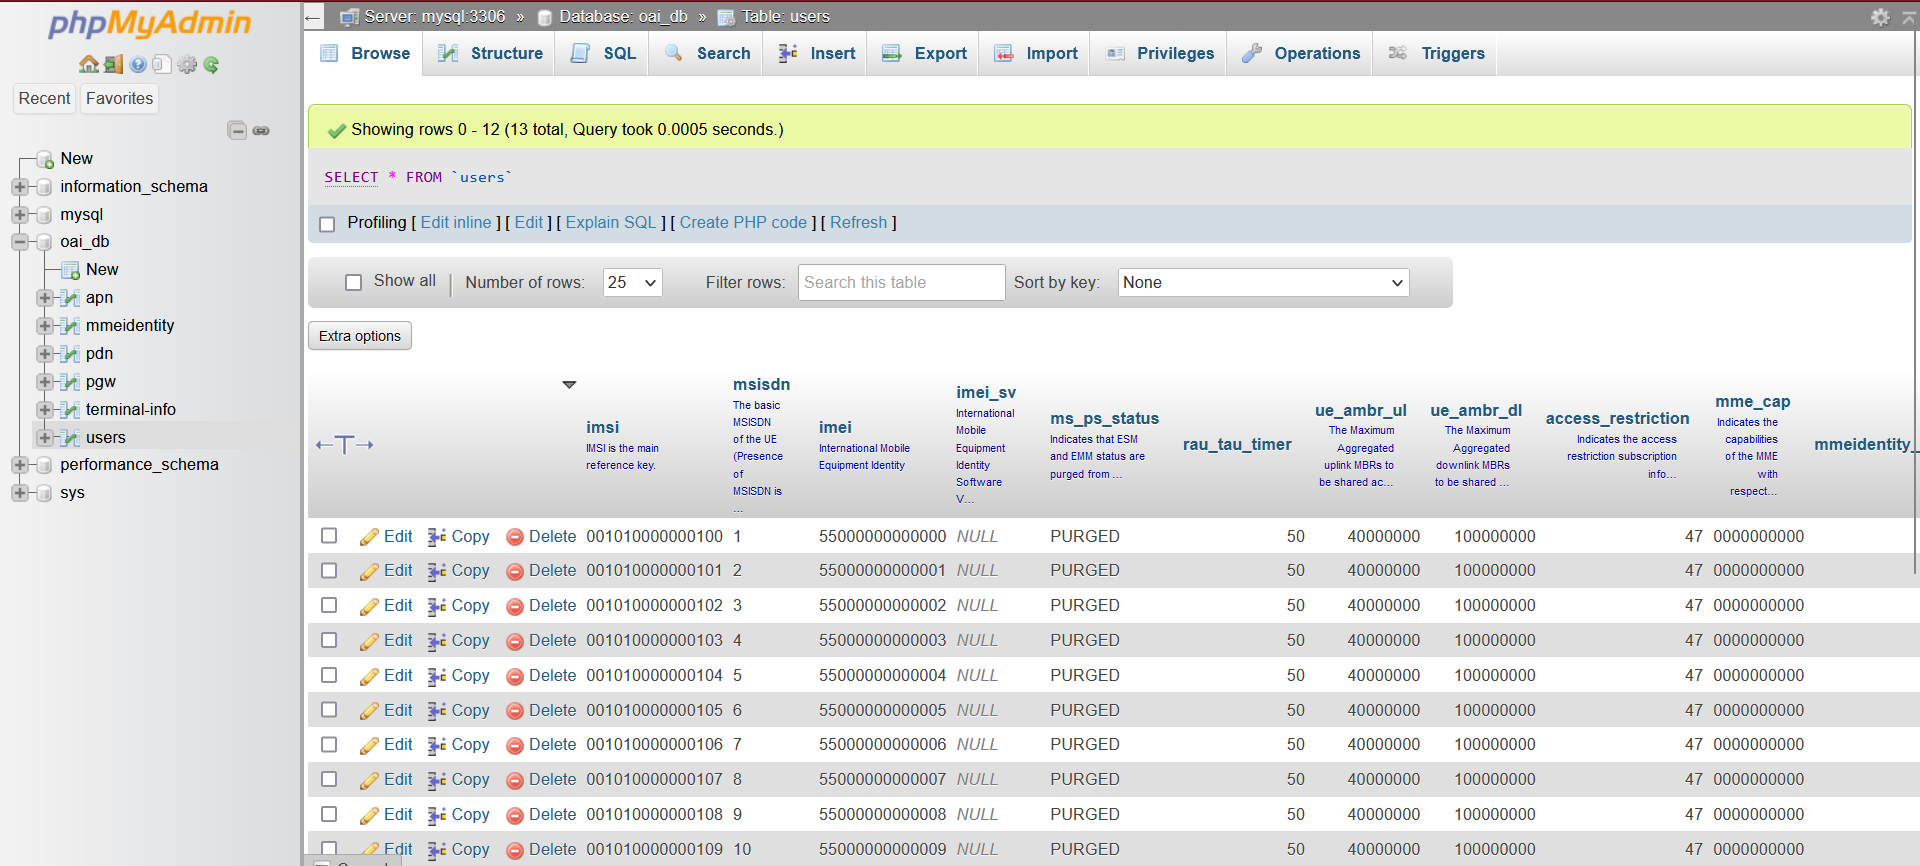 phpMyAdmin
Recent Favorites
New
information_schema
mysql
oai_db
New
apn
mmeidentity
pdn
pgw
terminal-info
users
performance_schema
sys
Server: mysql:3306 » Database: oai_db » Table: users
Browse Structure SQL Search Insert Export Import Privileges Operations Triggers
Showing rows 0 - 12 (13 total, Query took 0.0005 seconds.)
SELECT * FROM `users`
Profiling [ Edit inline ] [ Edit ] [ Explain SQL ] [ Create PHP code ] [ Refresh ]
Show all Number of rows: 25 Filter rows: Search this table Sort by key: None
Extra options
imsi
IMSI is the main
reference key.
msisdn
The basic
MSISDN
of the UE
(Presence
of
MSISDN is
...
imei
International Mobile
Equipment Identity
imei_sv
International
Mobile
Equipment
Identity
Software
V...
ms_ps_status
Indicates that ESM
and EMM status are
purged from ...
rau_tau_timer
ue_ambr_ul
The Maximum
Aggregated
uplink MBRs to
be shared ac...
ue_ambr_dl
The Maximum
Aggregated
downlink MBRs
to be shared ...
access_restriction
Indicates the access
restriction subscription
info...
mme_cap
Indicates the
capabilities
of the MME
with
respect...
mmeidentity_
Edit Copy Delete 001010000000100 1 55000000000000 NULL PURGED 50 40000000 100000000 47 0000000000
Edit Copy Delete 001010000000101 2 55000000000001 NULL PURGED 50 40000000 100000000 47 0000000000
Edit Copy Delete 001010000000102 3 55000000000002 NULL PURGED 50 40000000 100000000 47 0000000000
Edit Copy Delete 001010000000103 4 55000000000003 NULL PURGED 50 40000000 100000000 47 0000000000
Edit Copy Delete 001010000000104 5 55000000000004 NULL PURGED 50 40000000 100000000 47 0000000000
Edit Copy Delete 001010000000105 6 55000000000005 NULL PURGED 50 40000000 100000000 47 0000000000
Edit Copy Delete 001010000000106 7 55000000000006 NULL PURGED 50 40000000 100000000 47 0000000000
Edit Copy Delete 001010000000107 8 55000000000007 NULL PURGED 50 40000000 100000000 47 0000000000
Edit Copy Delete 001010000000108 9 55000000000008 NULL PURGED 50 40000000 100000000 47 0000000000
Edit Copy Delete 001010000000109 10 55000000000009 NULL PURGED 50 40000000 100000000 47 0000000000